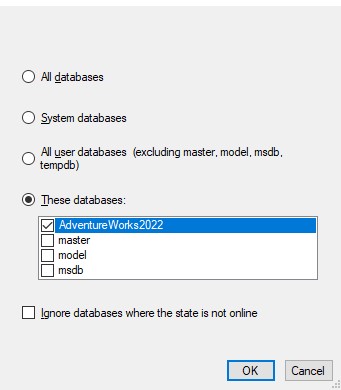 All databases
System databases
All user databases  (excluding master, model, msdb,
tempdb)
These databases:
AdventureWorks2022
master
model
msdb
Ignore databases where the state is not online
OK
Cancel